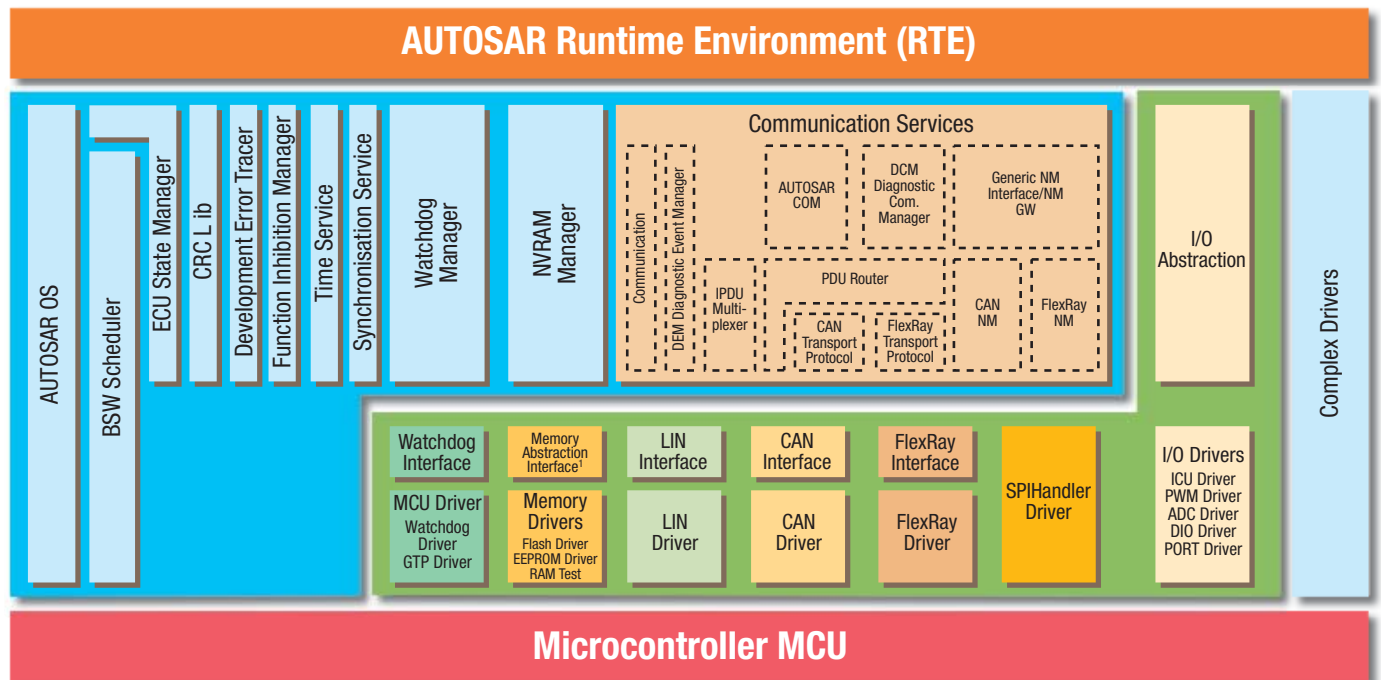 AUTOSAR Runtime Environment (RTE)
AUTOSAR OS
BSW Scheduler
ECU State Manager
CRC L ib
Development Error Tracer
Function Inhibition Manager
Time Service
Synchronisation Service
Watchdog
Manager
NVRAM
Manager
Communication Services
Communication
DEM Diagnostic Event Manager
IPDU
Multi-
plexer
AUTOSAR
COM
DCM
Diagnostic
Com.
Manager
Generic NM
Interface/NM
GW
PDU Router
CAN
Transport
Protocol
FlexRay
Transport
Protocol
CAN
NM
FlexRay
NM
I/O
Abstraction
Complex Drivers
Watchdog
Interface
Memory
Abstraction
Interface¹
LIN
Interface
CAN
Interface
FlexRay
Interface
SPIHandler
Driver
MCU Driver
Watchdog
Driver
GTP Driver
Memory
Drivers
Flash Driver
EEPROM Driver
RAM Test
LIN
Driver
CAN
Driver
FlexRay
Driver
I/O Drivers
ICU Driver
PWM Driver
ADC Driver
DIO Driver
PORT Driver
Microcontroller MCU